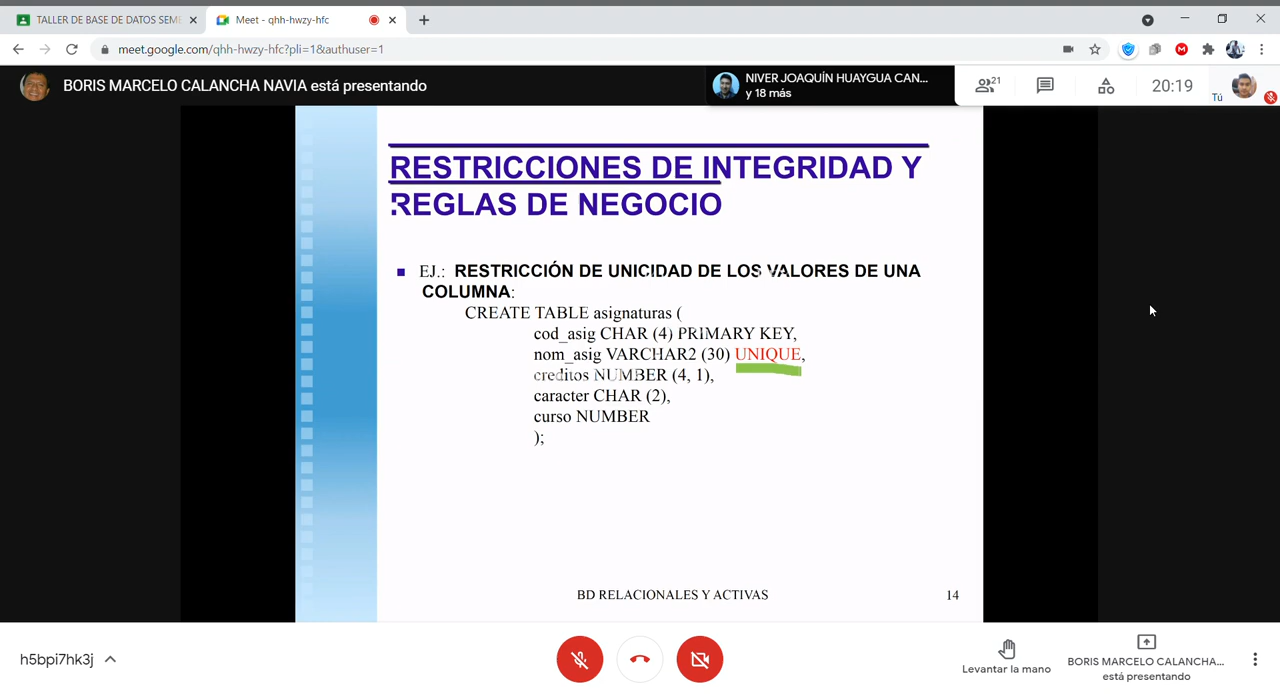 TALLER DE BASE DE DATOS SEM
Meet - qhh-hwzy-hfc
meet.google.com/qhh-hwzy-hfc?pli=1&authuser=1
BORIS MARCELO CALANCHA NAVIA está presentando
NIVER JOAQUÍN HUAYGUA CAN...
y 18 más
21
20:19
Tú
RESTRICCIONES DE INTEGRIDAD Y
REGLAS DE NEGOCIO
EJ.: RESTRICCIÓN DE UNICIDAD DE LOS VALORES DE UNA
COLUMNA:
CREATE TABLE asignaturas (
cod_asig CHAR (4) PRIMARY KEY,
nom_asig VARCHAR2 (30) UNIQUE,
creditos NUMBER (4, 1),
caracter CHAR (2),
curso NUMBER
);
BD RELACIONALES Y ACTIVAS
14
h5bpi7hk3j
Levantar la mano
BORIS MARCELO CALANCHA...
está presentando